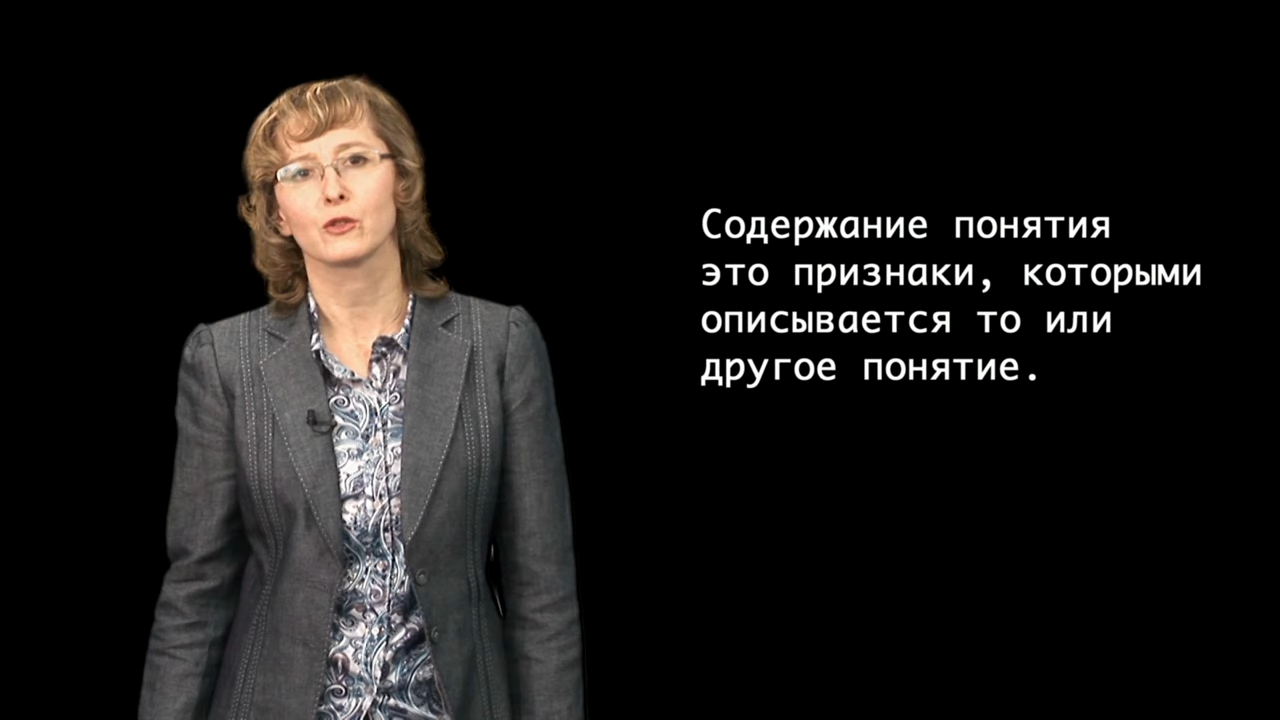 Содержание понятия
это признаки, которыми
описывается то или
другое понятие.